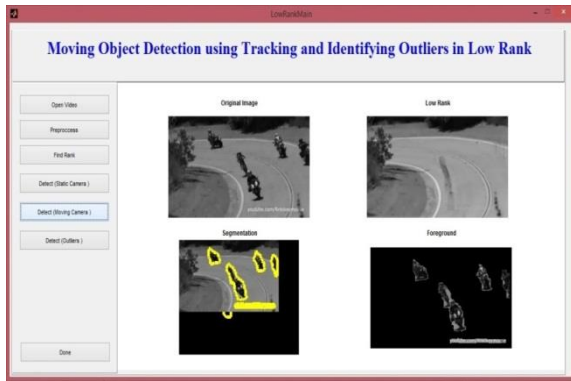 LowRankMain
Moving Object Detection using Tracking and Identifying Outliers in Low Rank
Open Video
Preproccess
Find Rank
Detect (Static Camera )
Detect (Moving Camera )
Detect (Outliers )
Done
Original Image
Low Rank
Segmentation
Foreground